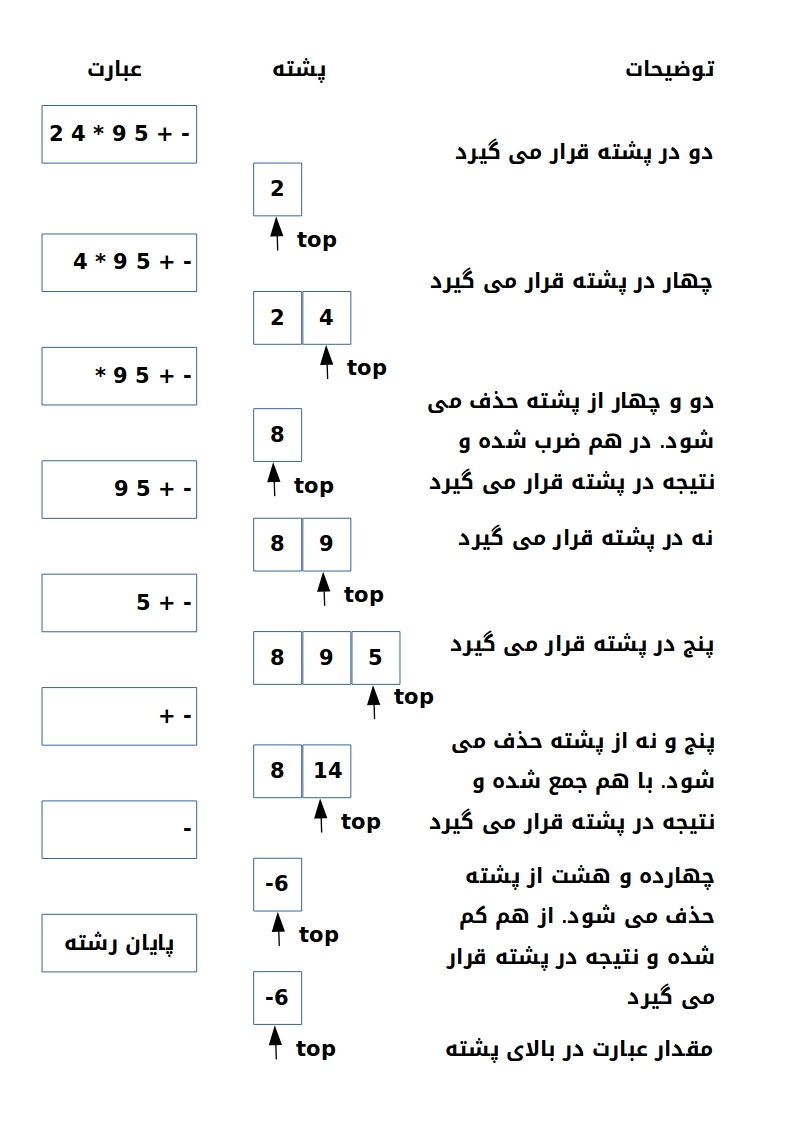 توضیحات
پشته
عبارت
2 4 * 9 5 + -
دو در پشته قرار می گیرد
2
top
4 * 9 5 + -
چهار در پشته قرار می گیرد
2 4
top
* 9 5 + -
دو و چهار از پشته حذف می
شود. در هم ضرب شده و
نتیجه در پشته قرار می گیرد
8
top
9 5 + -
نه در پشته قرار می گیرد
8 9
top
5 + -
پنج در پشته قرار می گیرد
8 9 5
top
+ -
پنج و نه از پشته حذف می
شود. با هم جمع شده و
نتیجه در پشته قرار می گیرد
8 14
top
-
چهارده و هشت از پشته
حذف می شود. از هم کم
شده و نتیجه در پشته قرار
می گیرد
-6
top
پایان رشته
-6
top
مقدار عبارت در بالای پشته